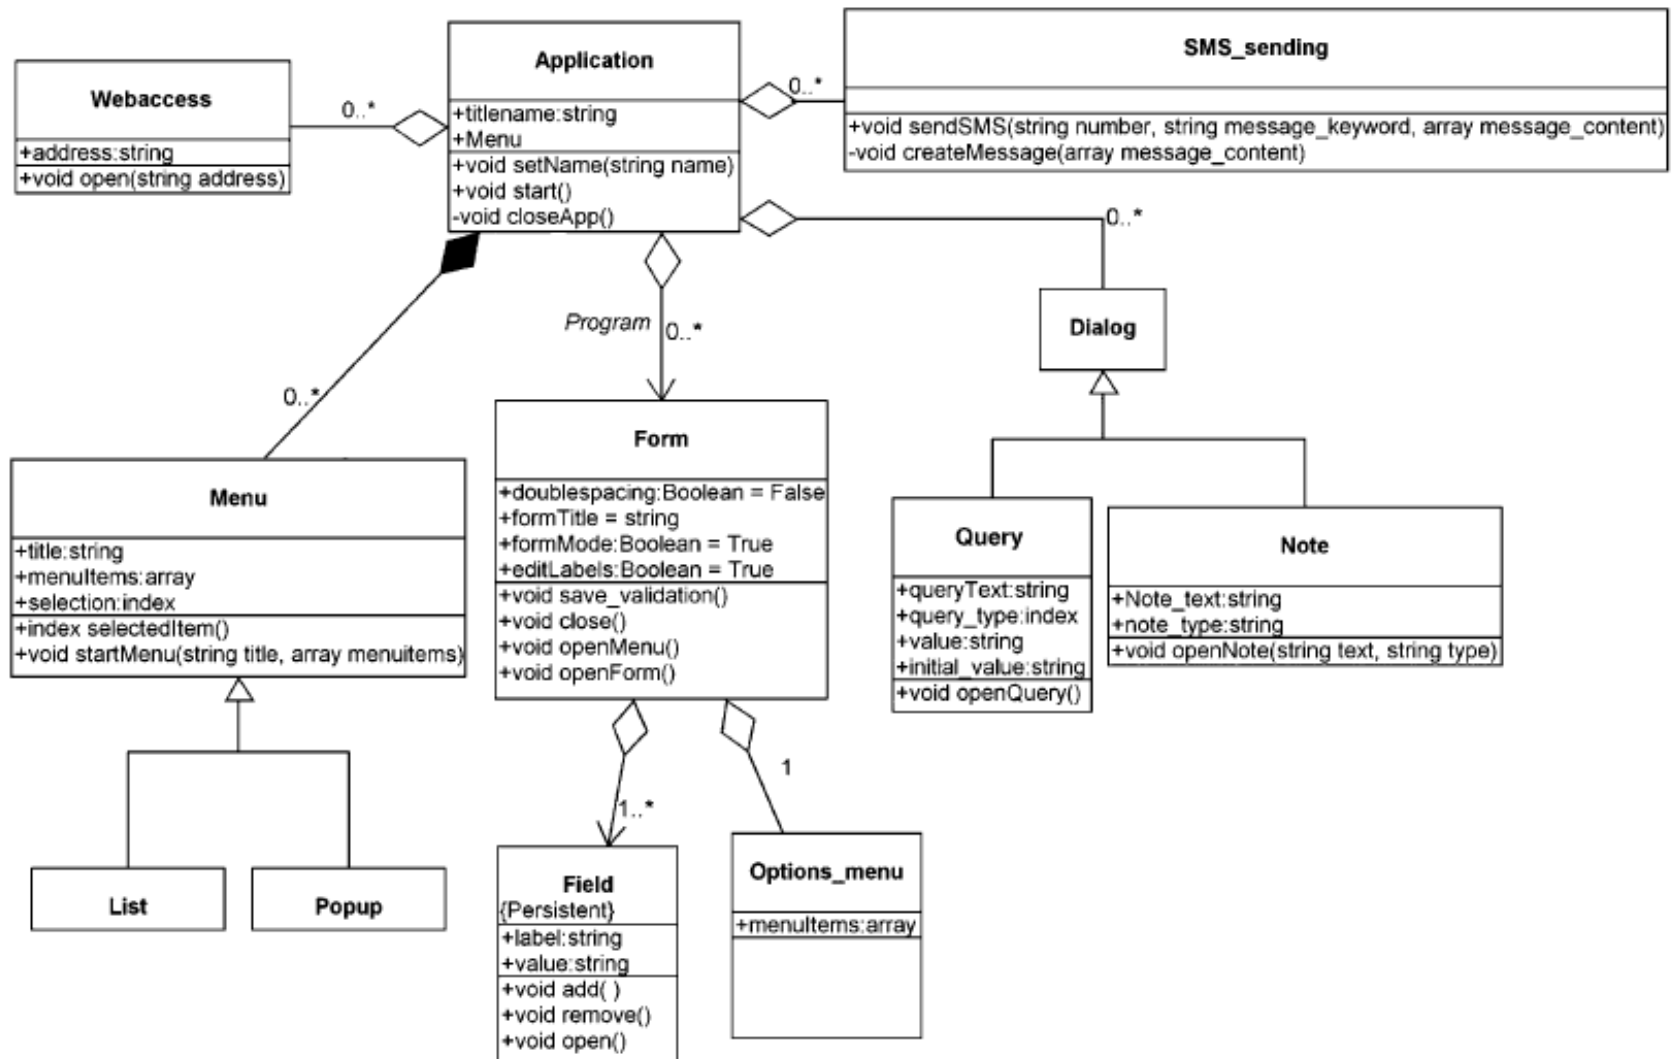 Webaccess
+address:string
+void open(string address)
0..*
Application
+titlename:string
+Menu
+void setName(string name)
+void start()
-void closeApp()
0..*
SMS_sending
+void sendSMS(string number, string message_keyword, array message_content)
-void createMessage(array message_content)
0..*
Dialog
Program
0..*
0..*
Menu
+title:string
+menuItems:array
+selection:index
+index selectedItem()
+void startMenu(string title, array menuitems)
Form
+doublespacing:Boolean = False
+formTitle = string
+formMode:Boolean = True
+editLabels:Boolean = True
+void save_validation()
+void close()
+void openMenu()
+void openForm()
Query
+queryText:string
+query_type:index
+value:string
+initial_value:string
+void openQuery()
Note
+Note_text:string
+note_type:string
+void openNote(string text, string type)
List
Popup
1..*
1
Field
{Persistent}
+label:string
+value:string
+void add( )
+void remove()
+void open()
Options_menu
+menuItems:array